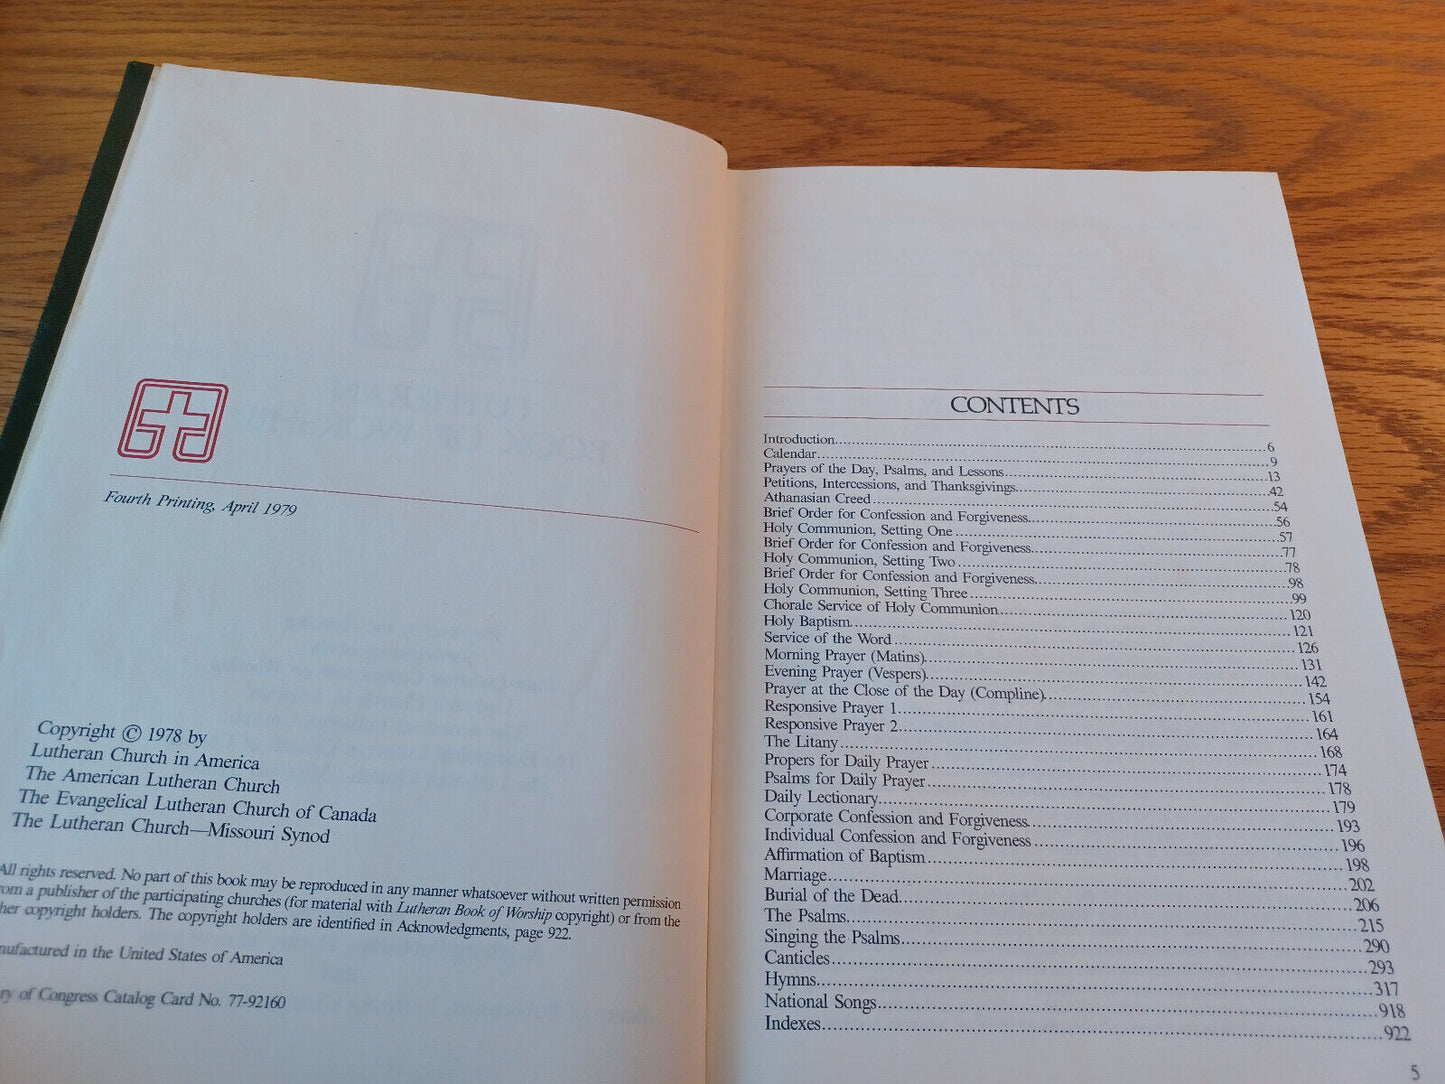 Fourth Printing, April 1979
Copyright © 1978 by
Lutheran Church in America
The American Lutheran Church
The Evangelical Lutheran Church of Canada
The Lutheran Church—Missouri Synod
All rights reserved. No part of this book may be reproduced in any manner whatsoever without written permission
from a publisher of the participating churches (for material with Lutheran Book of Worship copyright) or from the
her copyright holders. The copyright holders are identified in Acknowledgments, page 922.
nufactured in the United States of America
ry of Congress Catalog Card No. 77-92160
CONTENTS
Introduction 6
Calendar 9
Prayers of the Day, Psalms, and Lessons 13
Petitions, Intercessions, and Thanksgivings 42
Athanasian Creed 54
Brief Order for Confession and Forgiveness 56
Holy Communion, Setting One 57
Brief Order for Confession and Forgiveness 77
Holy Communion, Setting Two 78
Brief Order for Confession and Forgiveness 98
Holy Communion, Setting Three 99
Chorale Service of Holy Communion 120
Holy Baptism 121
Service of the Word 126
Morning Prayer (Matins) 131
Evening Prayer (Vespers) 142
Prayer at the Close of the Day (Compline) 154
Responsive Prayer 1 161
Responsive Prayer 2 164
The Litany 168
Propers for Daily Prayer 174
Psalms for Daily Prayer 178
Daily Lectionary 179
Corporate Confession and Forgiveness 193
Individual Confession and Forgiveness 196
Affirmation of Baptism 198
Marriage 202
Burial of the Dead 206
The Psalms 215
Singing the Psalms 290
Canticles 293
Hymns 317
National Songs 918
Indexes 922
5
LUTHERAN
BOOK OF WORSHIP